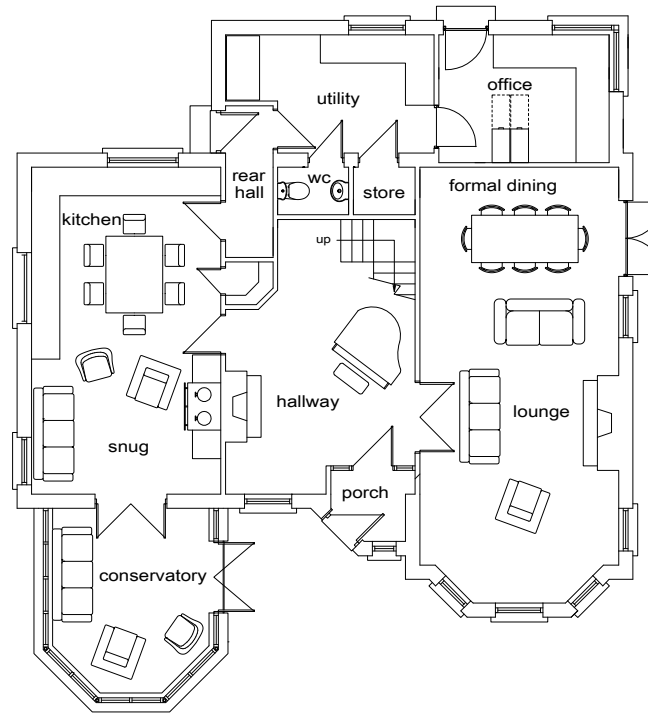 office
utility
rear
hall
wc
store
formal dining
kitchen
up
hallway
lounge
snug
porch
conservatory